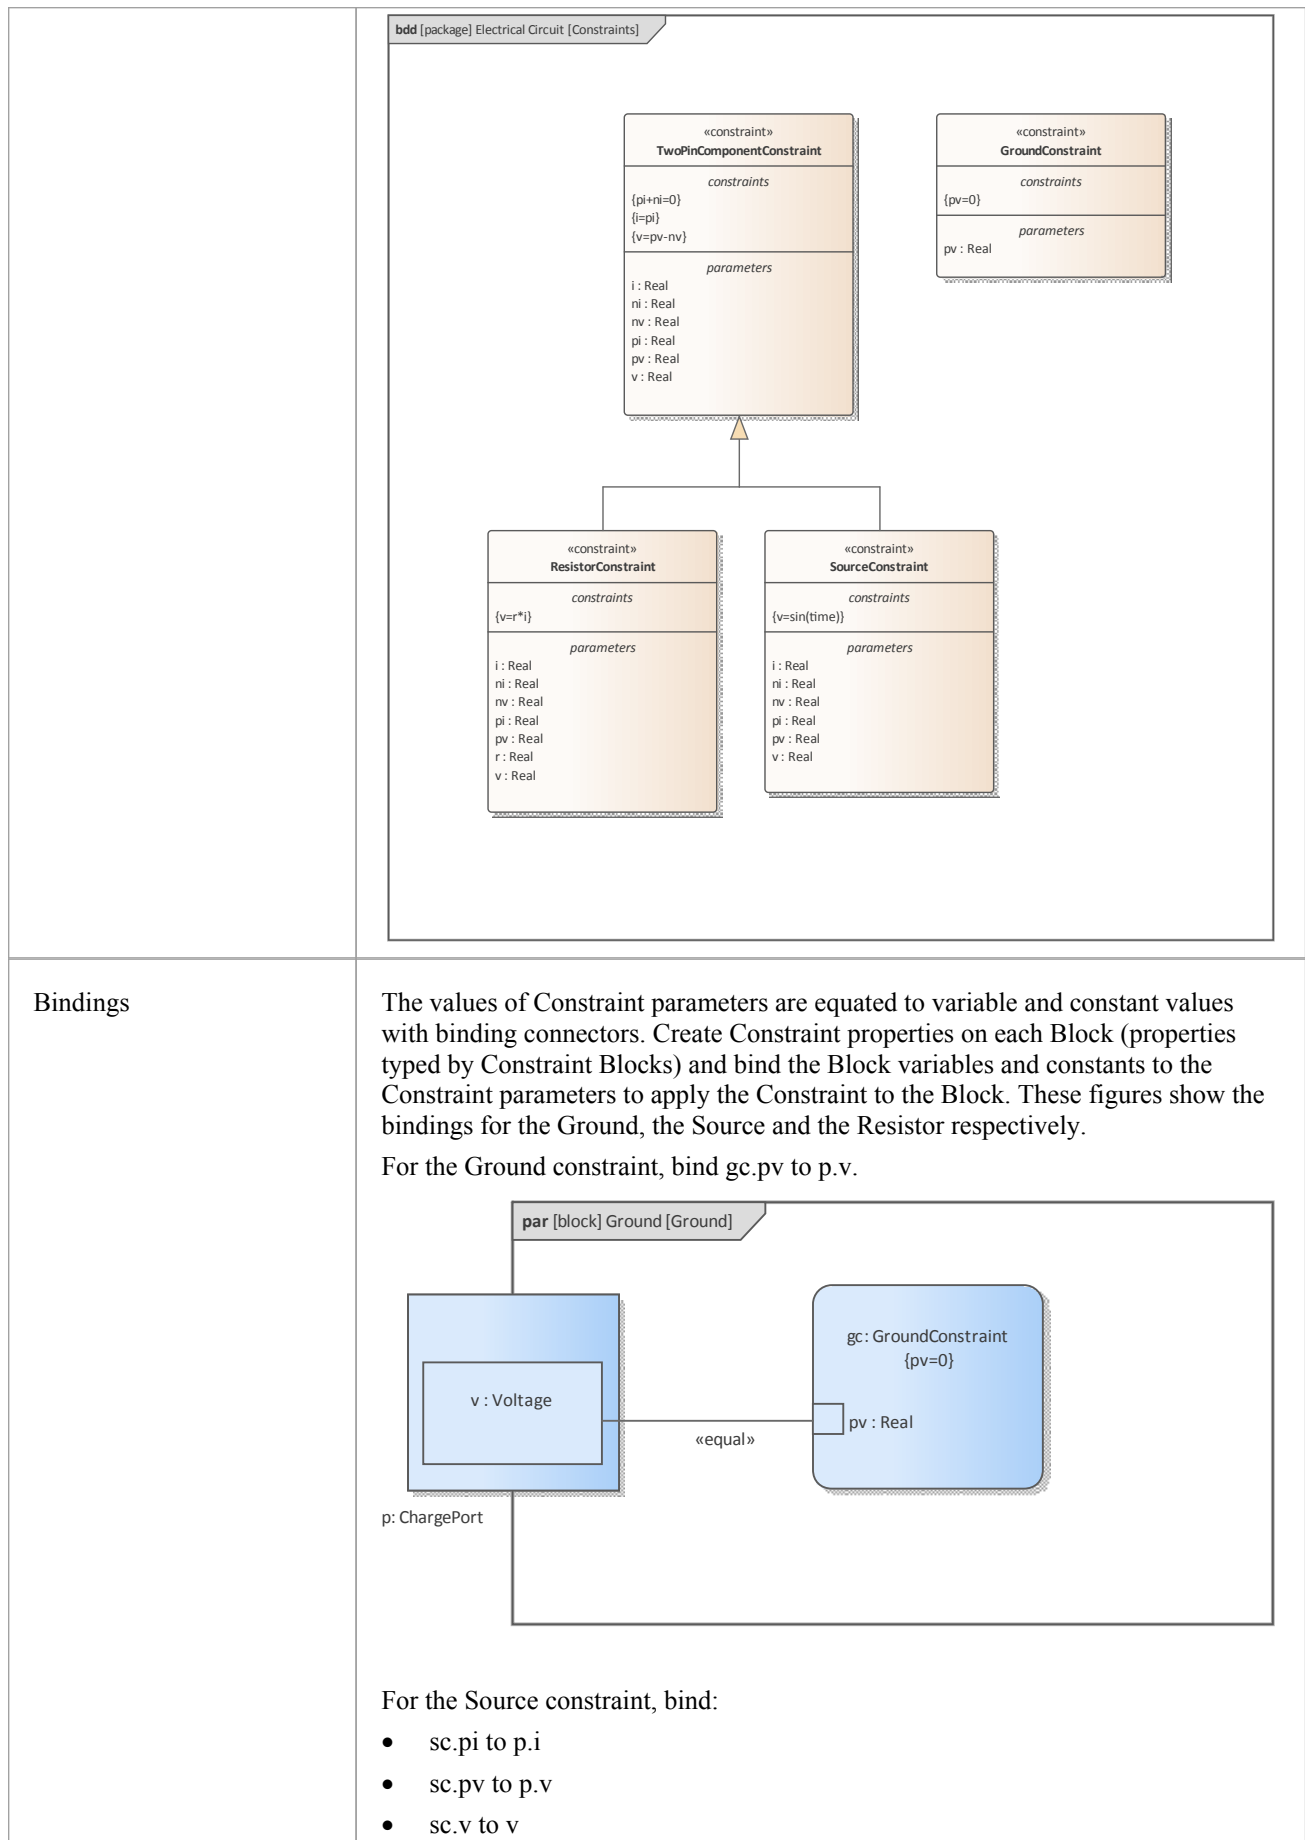 bdd [package] Electrical Circuit [Constraints]
«constraint»
TwoPinComponentConstraint
constraints
{pi+ni=0}
{i=pi}
{v=pv-nv}
parameters
i : Real
ni : Real
nv : Real
pi : Real
pv : Real
v : Real
«constraint»
GroundConstraint
constraints
{pv=0}
parameters
pv : Real
«constraint»
ResistorConstraint
constraints
{v=r*i}
parameters
i : Real
ni : Real
nv : Real
pi : Real
pv : Real
r : Real
v : Real
«constraint»
SourceConstraint
constraints
{v=sin(time)}
parameters
i : Real
ni : Real
nv : Real
pi : Real
pv : Real
v : Real
Bindings
The values of Constraint parameters are equated to variable and constant values
with binding connectors. Create Constraint properties on each Block (properties
typed by Constraint Blocks) and bind the Block variables and constants to the
Constraint parameters to apply the Constraint to the Block. These figures show the
bindings for the Ground, the Source and the Resistor respectively.
For the Ground constraint, bind gc.pv to p.v.
par [block] Ground [Ground]
v : Voltage
p: ChargePort
«equal»
gc: GroundConstraint
{pv=0}
pv : Real
For the Source constraint, bind:
• sc.pi to p.i
• sc.pv to p.v
• sc.v to v